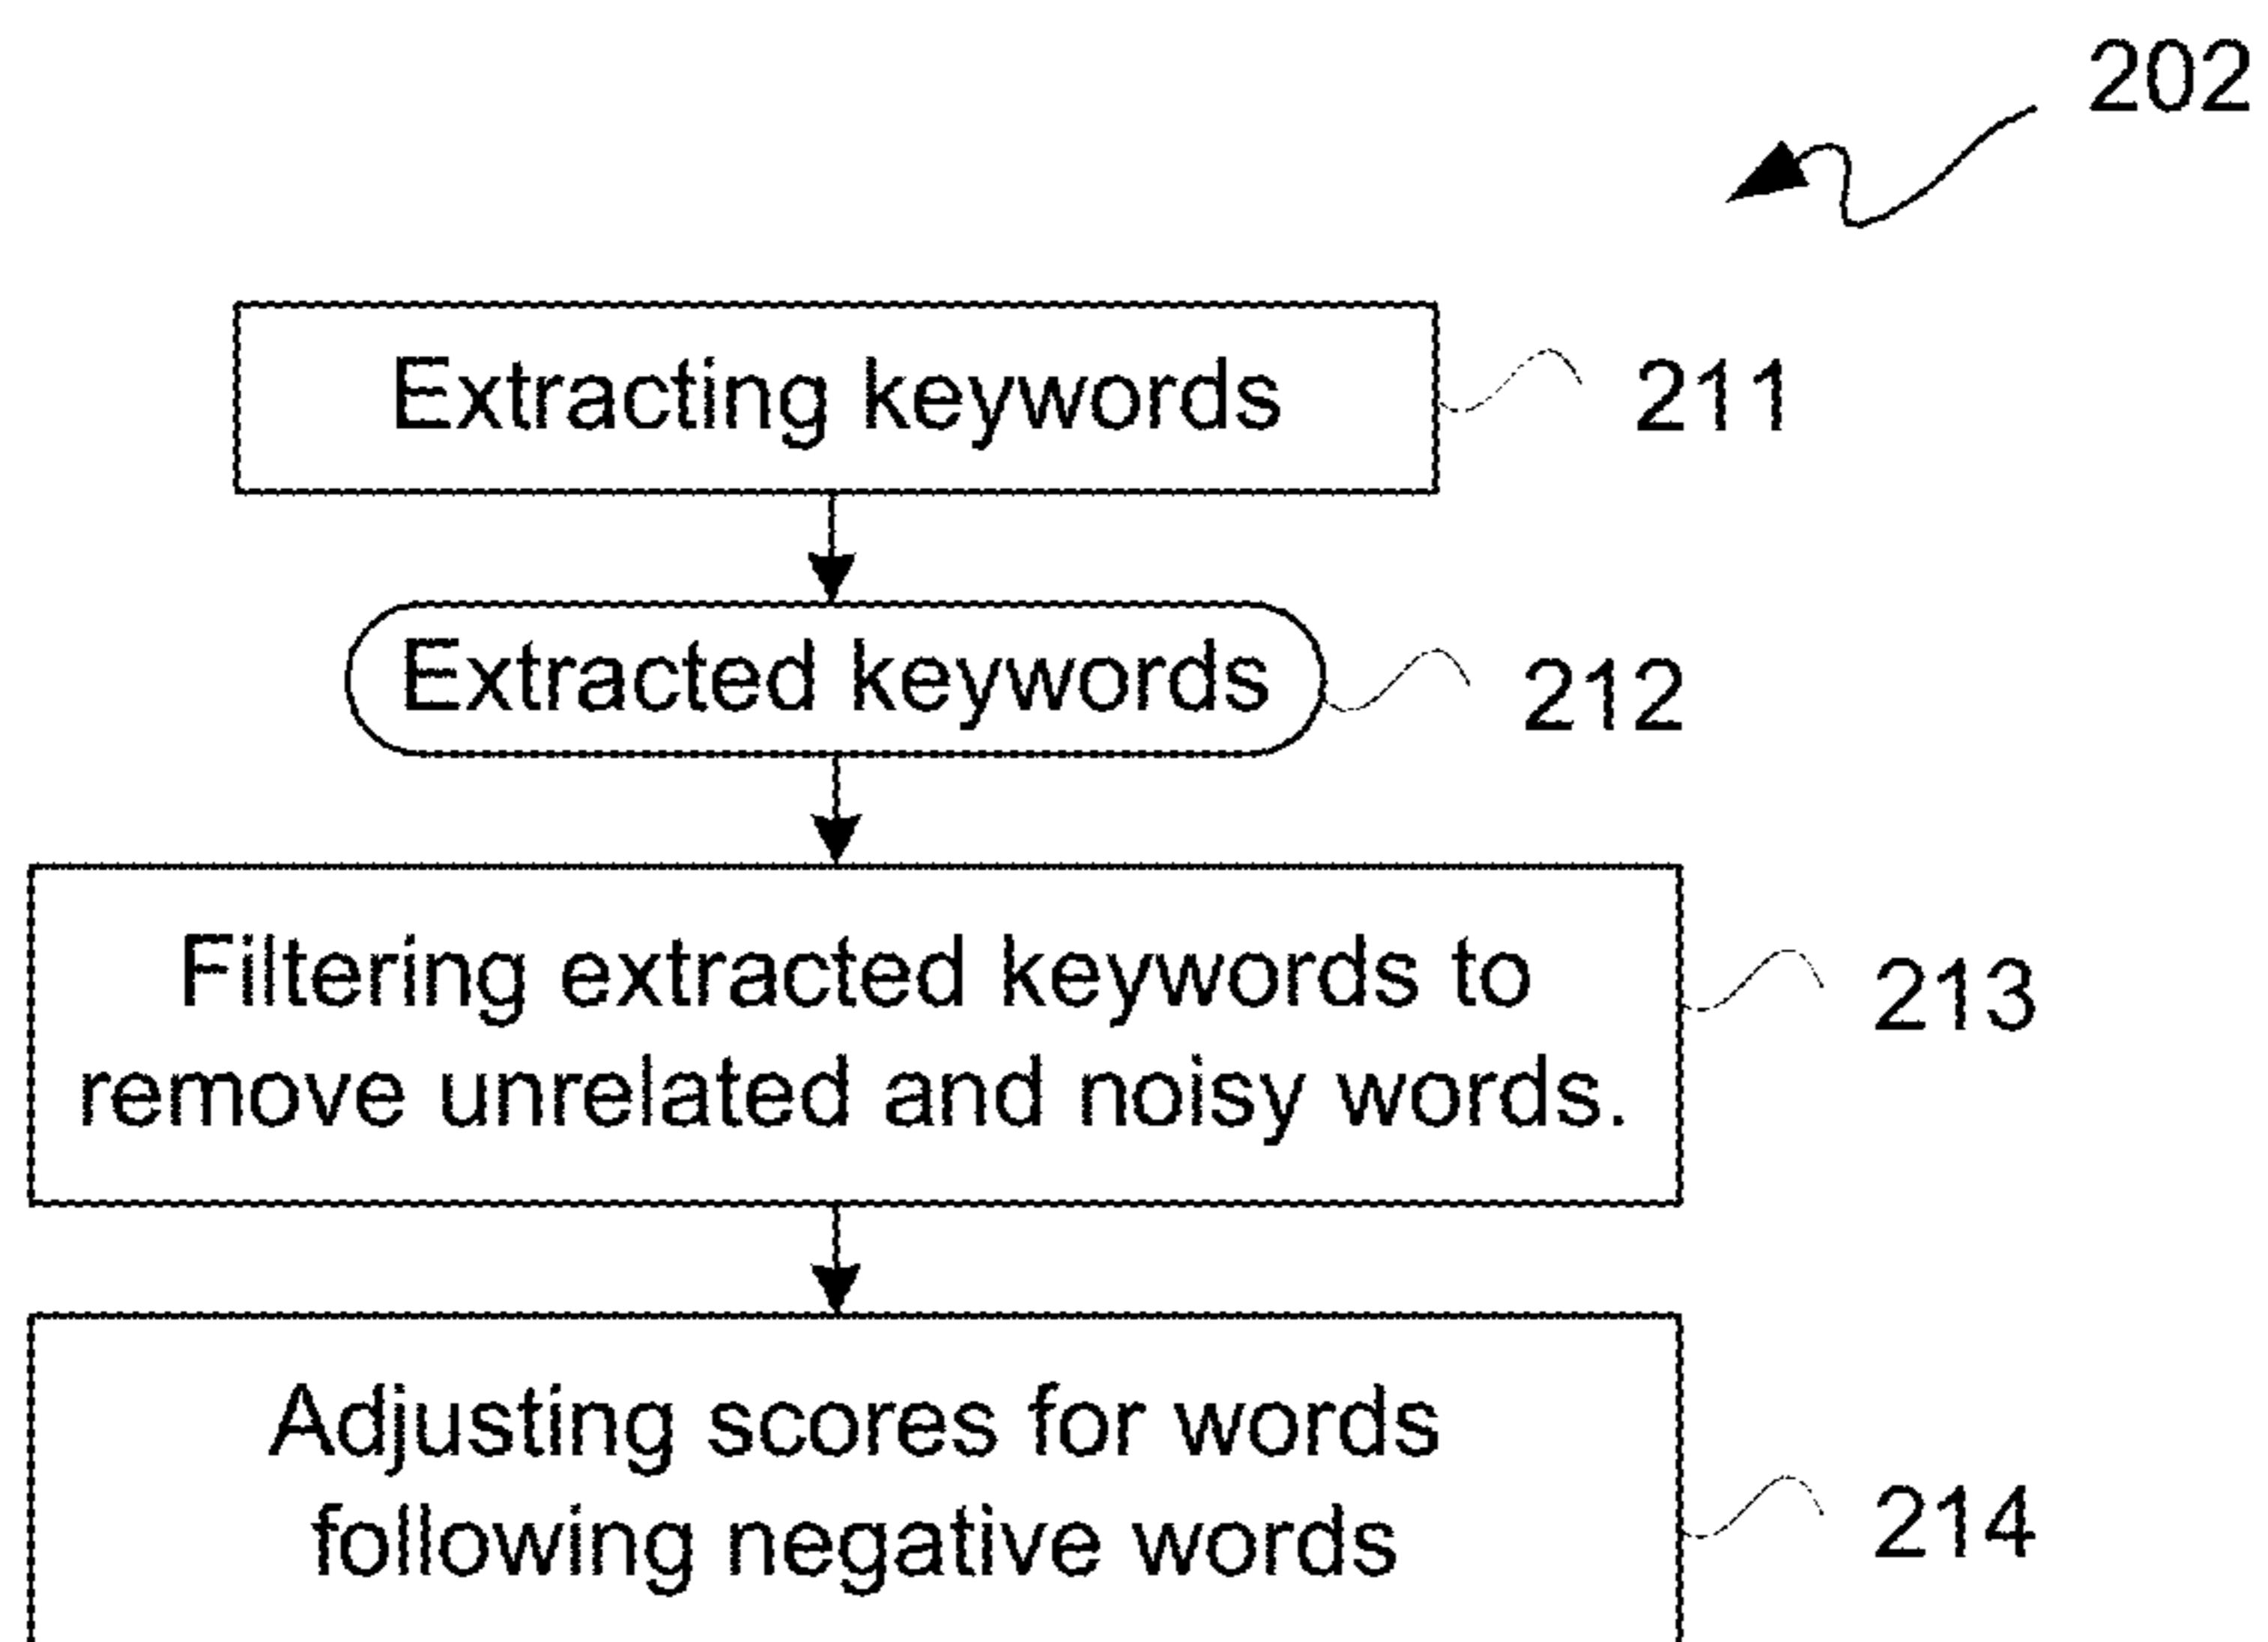 202
Extracting keywords
211
Extracted keywords
212
Filtering extracted keywords to
remove unrelated and noisy words.
213
Adjusting scores for words
following negative words
214